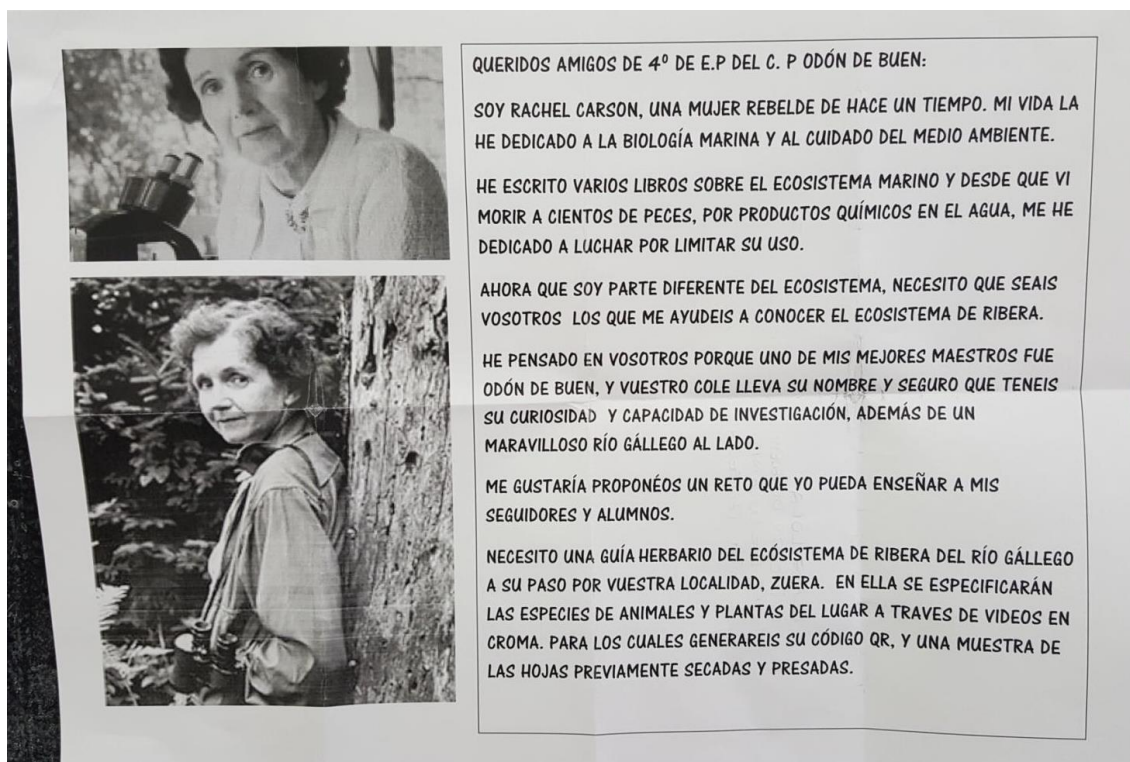 QUERIDOS AMIGOS DE 4º DE E.P DEL C. P ODÓN DE BUEN:
SOY RACHEL CARSON, UNA MUJER REBELDE DE HACE UN TIEMPO. MI VIDA LA
HE DEDICADO A LA BIOLOGÍA MARINA Y AL CUIDADO DEL MEDIO AMBIENTE.
HE ESCRITO VARIOS LIBROS SOBRE EL ECOSISTEMA MARINO Y DESDE QUE VI
MORIR A CIENTOS DE PECES, POR PRODUCTOS QUÍMICOS EN EL AGUA, ME HE
DEDICADO A LUCHAR POR LIMITAR SU USO.
AHORA QUE SOY PARTE DIFERENTE DEL ECOSISTEMA, NECESITO QUE SEAIS
VOSOTROS LOS QUE ME AYUDEIS A CONOCER EL ECOSISTEMA DE RIBERA.
HE PENSADO EN VOSOTROS PORQUE UNO DE MIS MEJORES MAESTROS FUE
ODÓN DE BUEN, Y VUESTRO COLE LLEVA SU NOMBRE Y SEGURO QUE TENEIS
SU CURIOSIDAD Y CAPACIDAD DE INVESTIGACIÓN, ADEMÁS DE UN
MARAVILLOSO RÍO GÁLLEGO AL LADO.
ME GUSTARÍA PROPONÉOS UN RETO QUE YO PUEDA ENSEÑAR A MIS
SEGUIDORES Y ALUMNOS.
NECESITO UNA GUÍA HERBARIO DEL ECÓSISTEMA DE RIBERA DEL RÍO GÁLLEGO
A SU PASO POR VUESTRA LOCALIDAD, ZUERA. EN ELLA SE ESPECIFICARÁN
LAS ESPECIES DE ANIMALES Y PLANTAS DEL LUGAR A TRAVES DE VIDEOS EN
CROMA. PARA LOS CUALES GENERAREIS SU CÓDIGO QR, Y UNA MUESTRA DE
LAS HOJAS PREVIAMENTE SECADAS Y PRESADAS.